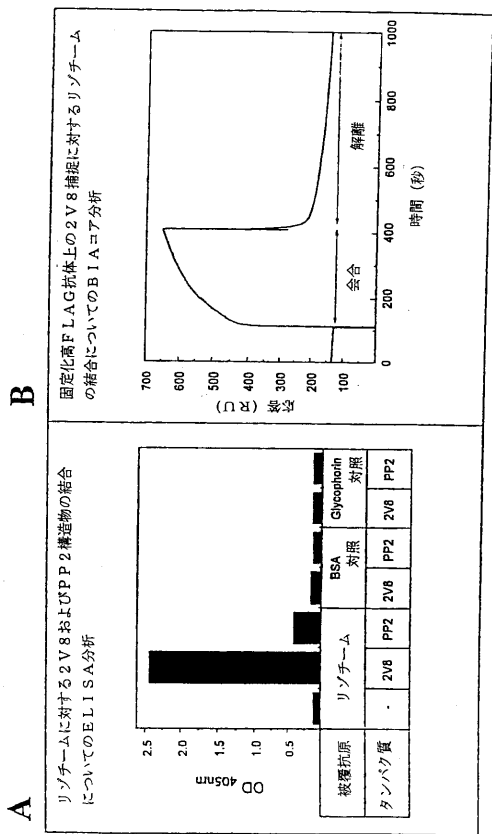 A
リゾチームに対する2V8およびPP2構造物の結合
についてのELISA分析
OD 405nm
2.5
2.0
1.5
1.0
0.5
被覆抗原
リゾチーム
BSA
対照
Glycophorin
対照
タンパク質
-
2V8
PP2
2V8
PP2
2V8
PP2
B
固定化高FLAG抗体上の2V8捕捉に対するリゾチーム
の結合についてのBIAコア分析
応答 (RU)
700
600
500
400
300
200
100
会合
解離
0
200
400
600
800
1000
時間 (秒)